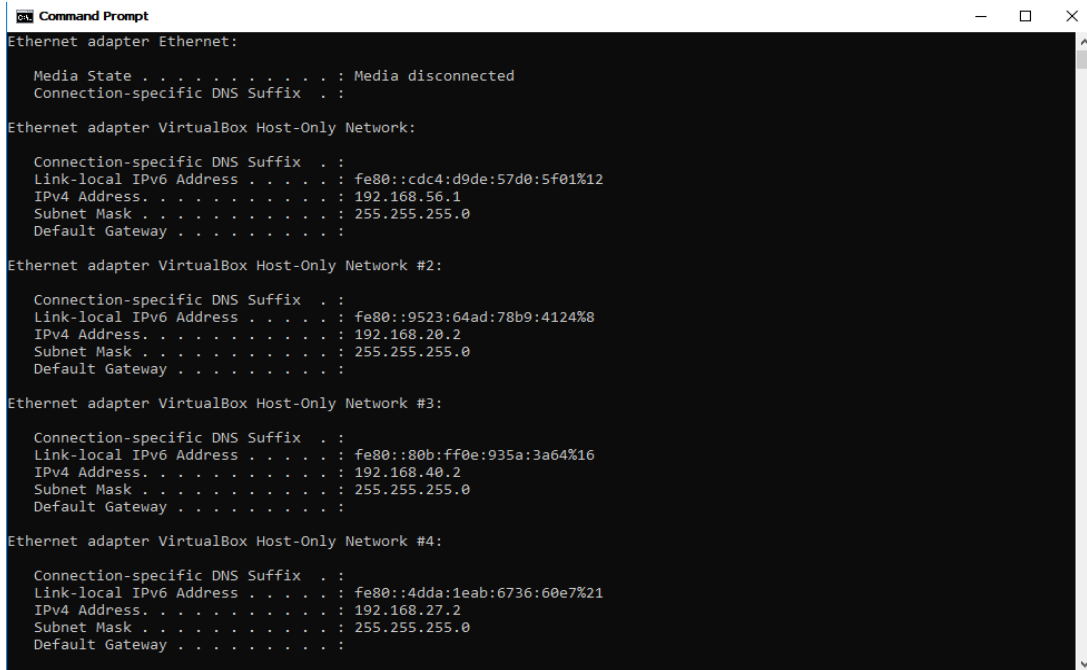 Command Prompt
Ethernet adapter Ethernet:
Media State . . . . . . . . . . . : Media disconnected
Connection-specific DNS Suffix  . :
Ethernet adapter VirtualBox Host-Only Network:
Connection-specific DNS Suffix  . :
Link-local IPv6 Address . . . . . : fe80::cdc4:d9de:57d0:5f01%12
IPv4 Address. . . . . . . . . . . : 192.168.56.1
Subnet Mask . . . . . . . . . . . : 255.255.255.0
Default Gateway . . . . . . . . . :
Ethernet adapter VirtualBox Host-Only Network #2:
Connection-specific DNS Suffix  . :
Link-local IPv6 Address . . . . . : fe80::9523:64ad:78b9:4124%8
IPv4 Address. . . . . . . . . . . : 192.168.20.2
Subnet Mask . . . . . . . . . . . : 255.255.255.0
Default Gateway . . . . . . . . . :
Ethernet adapter VirtualBox Host-Only Network #3:
Connection-specific DNS Suffix  . :
Link-local IPv6 Address . . . . . : fe80::80b:ff0e:935a:3a64%16
IPv4 Address. . . . . . . . . . . : 192.168.40.2
Subnet Mask . . . . . . . . . . . : 255.255.255.0
Default Gateway . . . . . . . . . :
Ethernet adapter VirtualBox Host-Only Network #4:
Connection-specific DNS Suffix  . :
Link-local IPv6 Address . . . . . : fe80::4dda:1eab:6736:60e7%21
IPv4 Address. . . . . . . . . . . : 192.168.27.2
Subnet Mask . . . . . . . . . . . : 255.255.255.0
Default Gateway . . . . . . . . . :